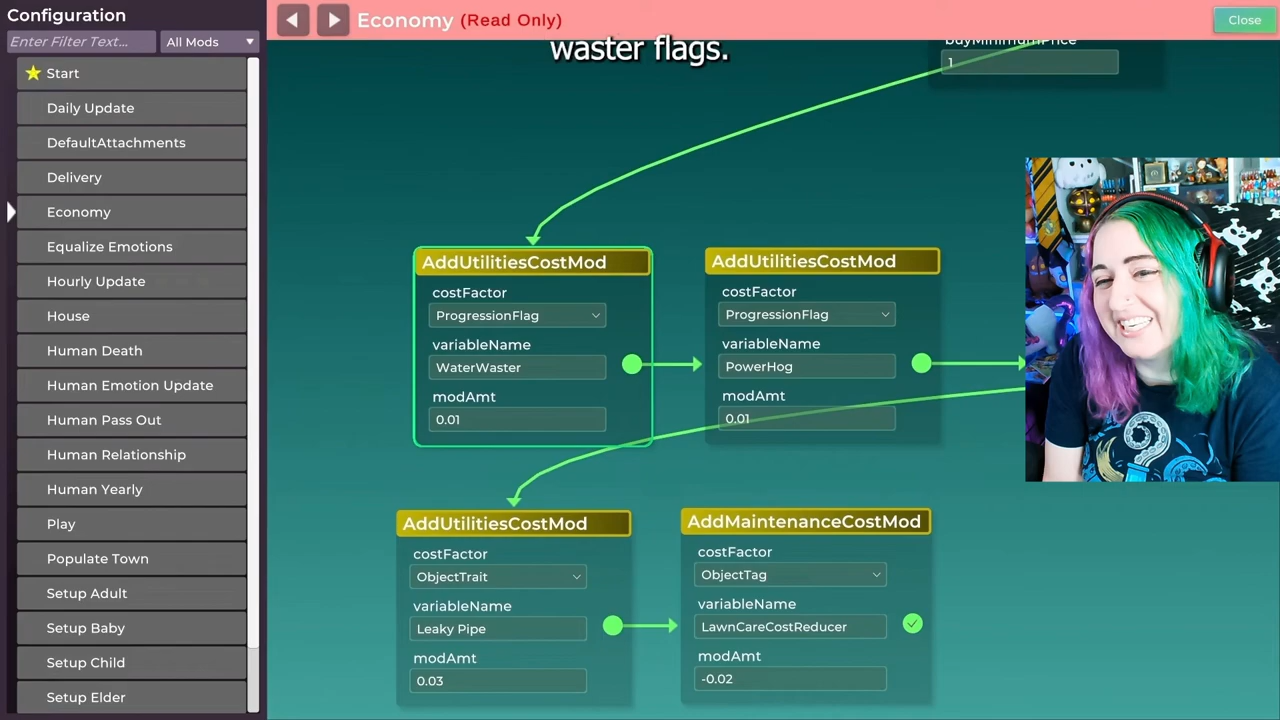 Configuration
Enter Filter Text...
All Mods
Start
Daily Update
DefaultAttachments
Delivery
Economy
Equalize Emotions
Hourly Update
House
Human Death
Human Emotion Update
Human Pass Out
Human Relationship
Human Yearly
Play
Populate Town
Setup Adult
Setup Baby
Setup Child
Setup Elder
Economy (Read Only)
Close
waster flags.
buyMinimumPrice
1
AddUtilitiesCostMod
costFactor
ProgressionFlag
variableName
WaterWaster
modAmt
0.01
AddUtilitiesCostMod
costFactor
ProgressionFlag
variableName
PowerHog
modAmt
0.01
AddUtilitiesCostMod
costFactor
ObjectTrait
variableName
Leaky Pipe
modAmt
0.03
AddMaintenanceCostMod
costFactor
ObjectTag
variableName
LawnCareCostReducer
modAmt
-0.02